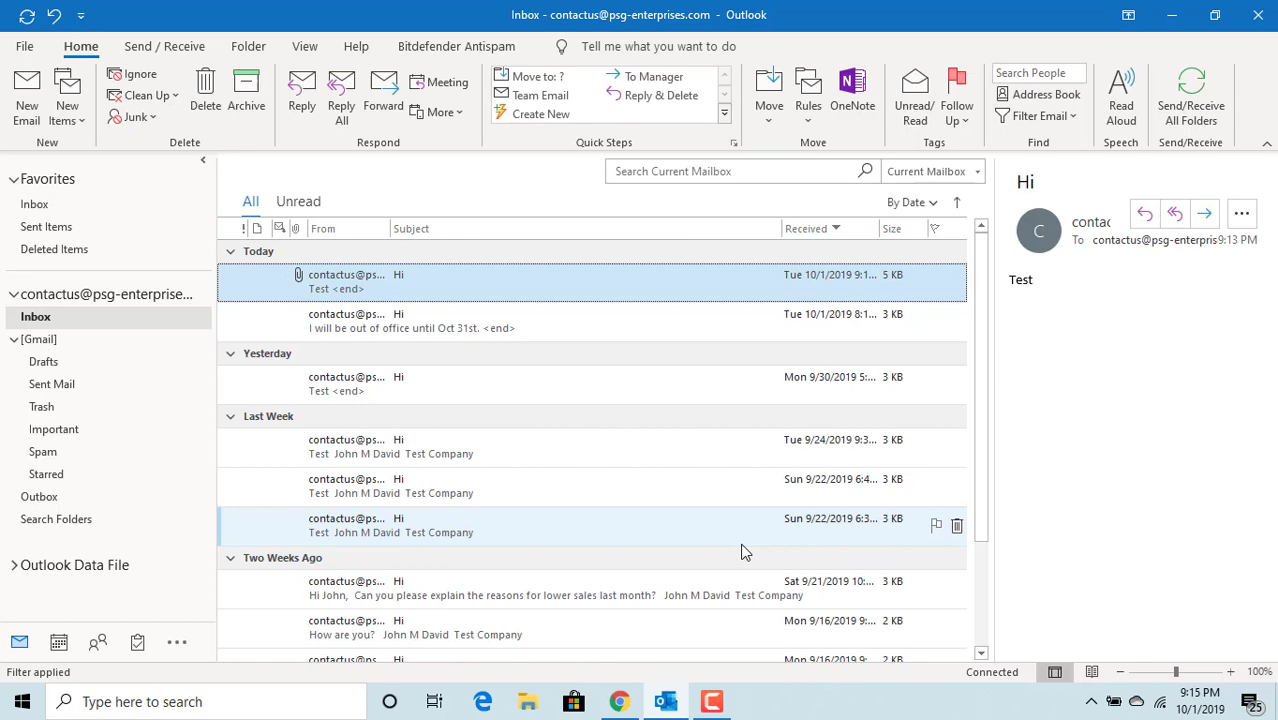 Inbox - contactus@psg-enterprises.com - Outlook
File Home Send / Receive Folder View Help Bitdefender Antispam Tell me what you want to do
New Email
New Items
Ignore
Clean Up
Junk
Delete
Archive
Reply
Reply All
Forward
Meeting
More
Move to: ?
Team Email
Create New
To Manager
Reply & Delete
Move
Rules
OneNote
Unread/ Read
Follow Up
Search People
Address Book
Filter Email
Read Aloud
Send/Receive All Folders
New Delete Respond Quick Steps Move Tags Find Speech Send/Receive
Favorites
Inbox
Sent Items
Deleted Items
contactus@psg-enterprise...
Inbox
[Gmail]
Drafts
Sent Mail
Trash
Important
Spam
Starred
Outbox
Search Folders
Outlook Data File
Search Current Mailbox Current Mailbox
All Unread By Date
! From Subject Received Size
Today
contactus@ps... Hi Tue 10/1/2019 9:1... 5 KB
Test <end>
contactus@ps... Hi Tue 10/1/2019 8:1... 3 KB
I will be out of office until Oct 31st. <end>
Yesterday
contactus@ps... Hi Mon 9/30/2019 5:... 3 KB
Test <end>
Last Week
contactus@ps... Hi Tue 9/24/2019 9:3... 3 KB
Test John M David Test Company
contactus@ps... Hi Sun 9/22/2019 6:4... 3 KB
Test John M David Test Company
contactus@ps... Hi Sun 9/22/2019 6:3... 3 KB
Test John M David Test Company
Two Weeks Ago
contactus@ps... Hi Sat 9/21/2019 10:... 3 KB
Hi John, Can you please explain the reasons for lower sales last month? John M David Test Company
contactus@ps... Hi Mon 9/16/2019 9:... 2 KB
How are you? John M David Test Company
contactus@ps... Hi Mon 9/16/2019 9:... 2 KB
Hi
C
contac
To contactus@psg-enterpris 9:13 PM
Test
Filter applied Connected 100%
Type here to search
9:15 PM
10/1/2019
25